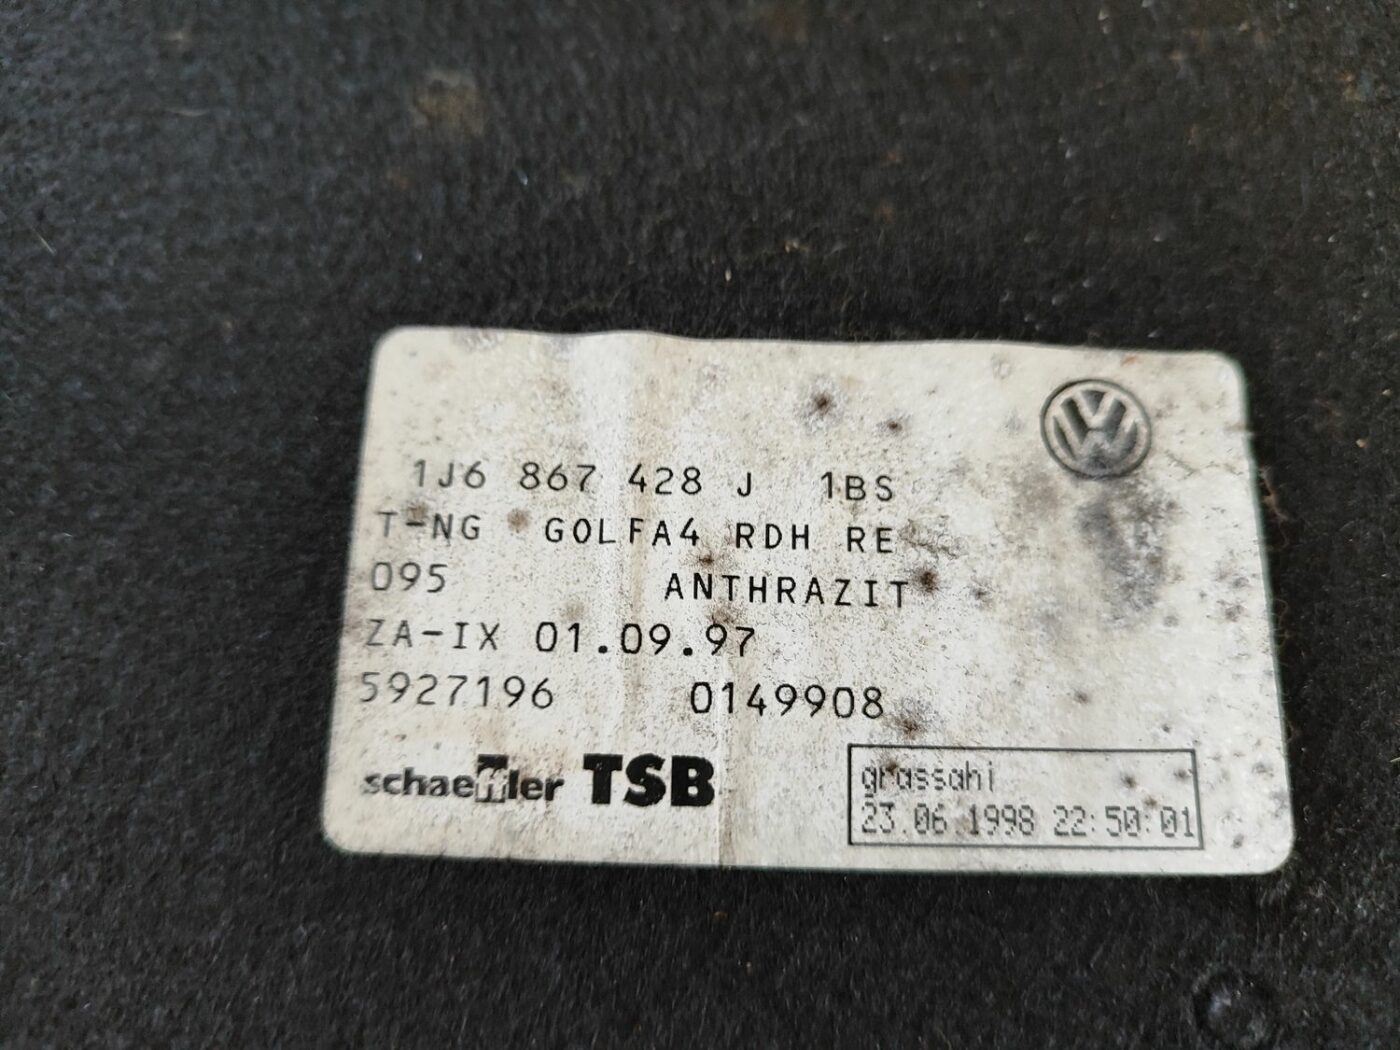 1J6 867 428 J 1BS
T-NG GOLFA4 RDH RE
095 ANTHRAZIT
ZA-IX 01.09.97
5927196 0149908
schaeffler TSB
grassahi
23.06.1998 22:50:01